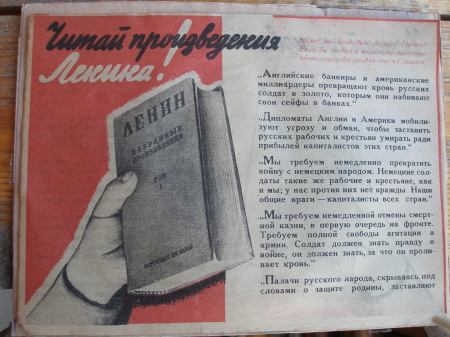 Читай произведения
Ленина!
ЛЕНИН
ИЗБРАННЫЕ
ПРОИЗВЕДЕНИЯ
ТОМ
I
„Английские банкиры и американские
миллиардеры превращают кровь русских
солдат в золото, которым они набивают
свои сейфы в банках.“
„Дипломаты Англии и Америки мобили-
зуют угрозу и обман, чтобы заставить
русских рабочих и крестьян умирать ради
прибылей капиталистов этих стран.“
„Мы требуем немедленно прекратить
войну с немецким народом. Немецкие сол-
даты такие же рабочие и крестьяне, как
и мы; у нас против них нет вражды. Наши
общие враги — капиталисты всех стран.“
„Мы требуем немедленной отмены смерт-
ной казни, в первую очередь на фронте.
Требуем полной свободы агитации в
армии. Солдат должен знать правду о
войне, он должен знать, за что он проли-
вает кровь.“
„Палачи русского народа, скрываясь под
словами о защите родины, заставляют